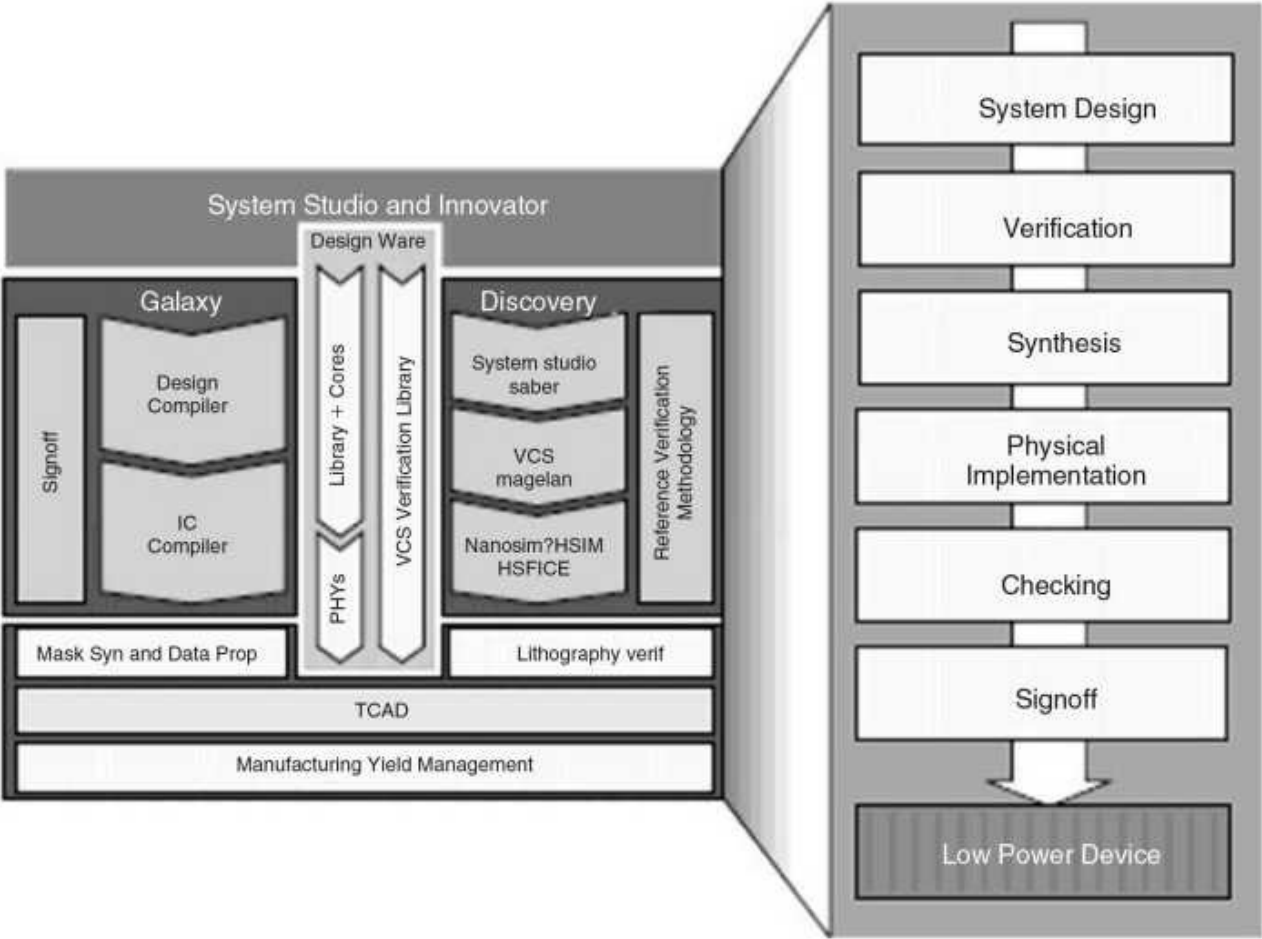 System Studio and Innovator
Design Ware
Galaxy
Signoff
Design
Compiler
IC
Compiler
Library + Cores
PHYs
VCS Verification Library
Discovery
System studio
saber
VCS
magelan
Nanosim?HSIM
HSFICE
Reference Verification
Methodology
Mask Syn and Data Prop
Lithography verif
TCAD
Manufacturing Yield Management
System Design
Verification
Synthesis
Physical
Implementation
Checking
Signoff
Low Power Device